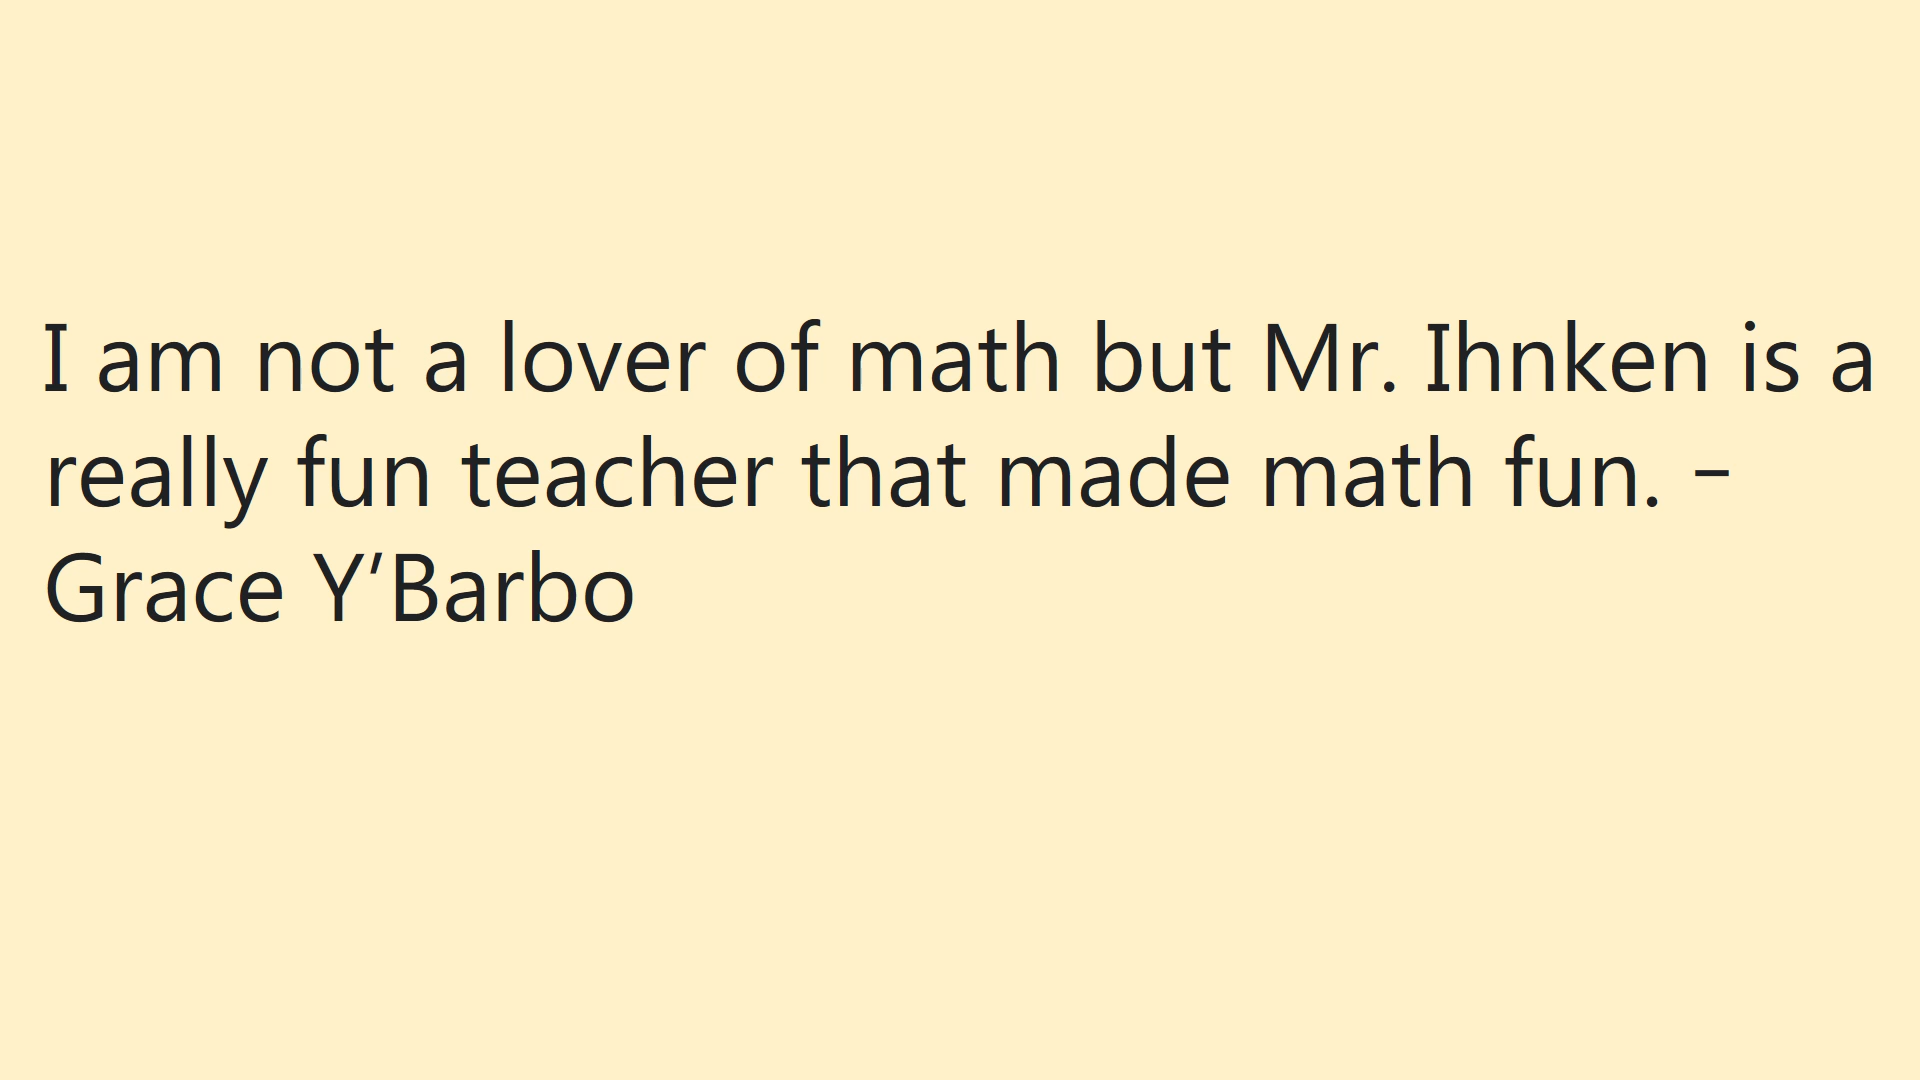 I am not a lover of math but Mr. Ihnken is a
really fun teacher that made math fun. –
Grace Y’Barbo